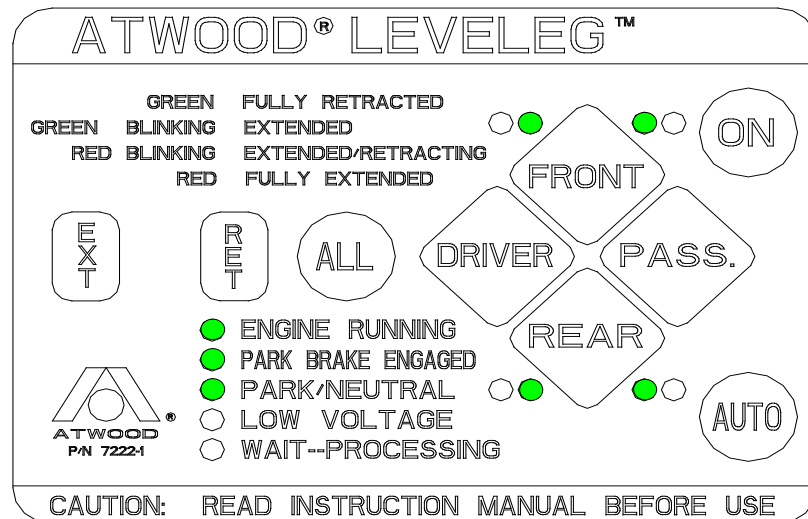 ATWOOD® LEVELEG™
GREEN FULLY RETRACTED
GREEN BLINKING EXTENDED
RED BLINKING EXTENDED/RETRACTING
RED FULLY EXTENDED
ON
FRONT
EXT
RET
ALL
DRIVER
PASS.
REAR
ENGINE RUNNING
PARK BRAKE ENGAGED
PARK/NEUTRAL
LOW VOLTAGE
WAIT--PROCESSING
AUTO
®
ATWOOD
P/N 7222-1
CAUTION: READ INSTRUCTION MANUAL BEFORE USE